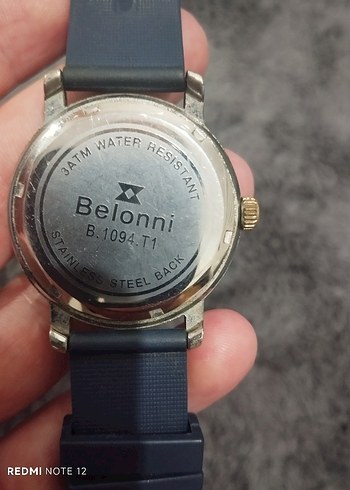 3ATM WATER RESISTANT
Belonni
B.1094.T1
STAINLESS STEEL BACK
REDMI NOTE 12